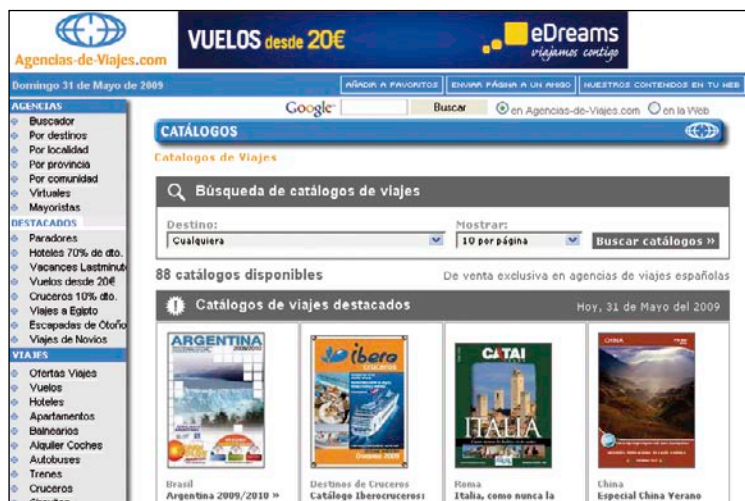 VUELOS desde 20€
eDreams
viajamos contigo
Agencias-de-Viajes.com
Domingo 31 de Mayo de 2009
AÑADIR A FAVORITOS
ENVIAR PÁGINA A UN AMIGO
NUESTROS CONTENIDOS EN TU WEB
AGENCIAS
Buscador
Por destinos
Por localidad
Por provincia
Por comunidad
Virtuales
Mayoristas
DESTACADOS
Paradores
Hoteles 70% de dto.
Vacances Lastminut
Vuelos desde 20€
Cruceros 10% dto.
Viajes a Egipto
Escapadas de Otoño
Viajes de Novios
VIAJES
Ofertas Viajes
Vuelos
Hoteles
Apartamentos
Balnearios
Alquiler Coches
Autobuses
Trenes
Cruceros
Google Buscar en Agencias-de-Viajes.com en la Web
CATÁLOGOS
Catalogos de Viajes
Búsqueda de catálogos de viajes
Destino: Mostrar:
Cualquiera 10 por página Buscar catálogos »
88 catálogos disponibles De venta exclusiva en agencias de viajes españolas
Catálogos de viajes destacados Hoy, 31 de Mayo del 2009
ARGENTINA
2009/2010
Brasil
Argentina 2009/2010 »
ibero
cruceros
Cruceros 2009
Destinos de Cruceros
Catálogo Iberocruceros:
CATAI
ITALIA
Roma
Italia, como nunca la
CHINA
China
Especial China Verano